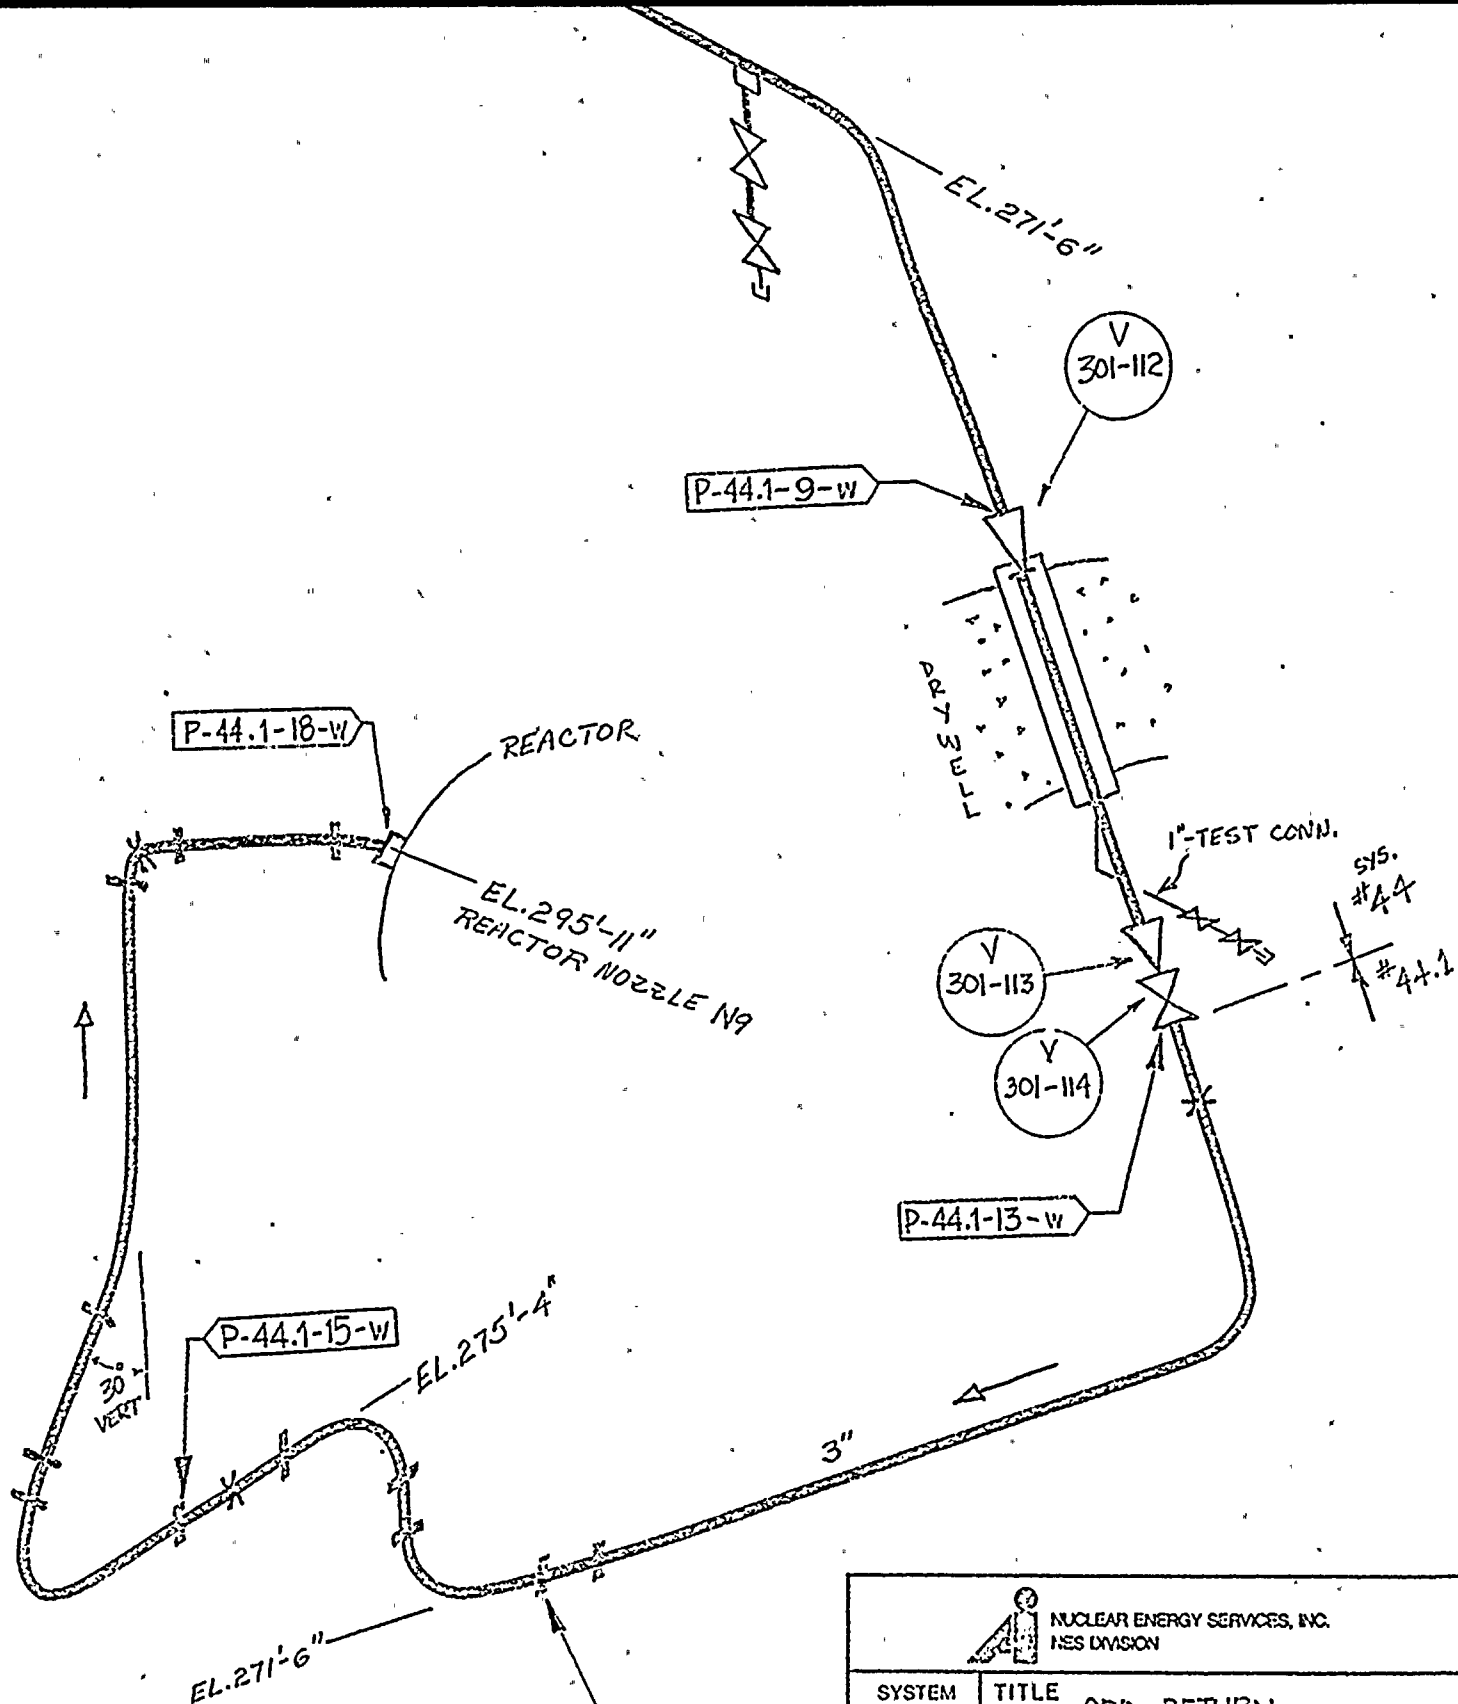 EL.271'-6"
V
301-112
P-44.1-9-W
DRYWELL
P-44.1-18-W
REACTOR
1"-TEST CONN.
SYS.
#44
#44.1
EL.295'-11"
REACTOR NOZZLE N9
V
301-113
V
301-114
P-44.1-13-W
P-44.1-15-W
EL.275'-4"
30°
VERT
3"
EL.271'-6"
NUCLEAR ENERGY SERVICES, INC.
NES DIVISION
SYSTEM
TITLE
RETURN